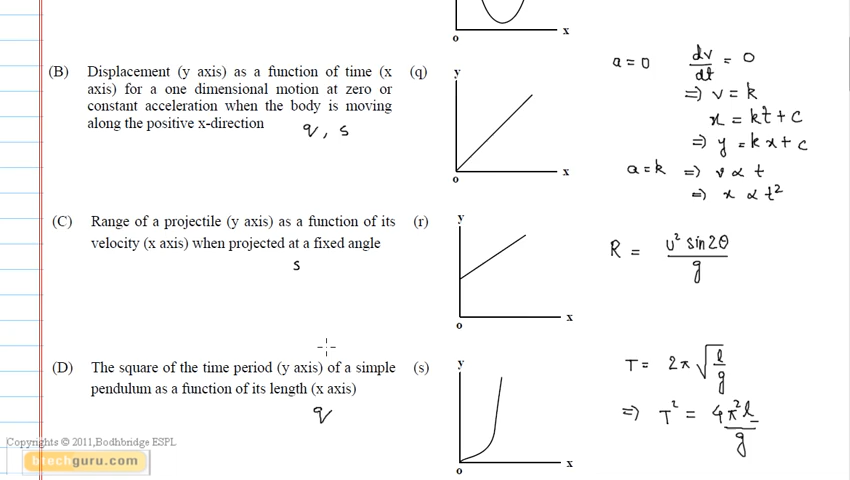 o
x
(B) Displacement (y axis) as a function of time (x (q)
axis) for a one dimensional motion at zero or
constant acceleration when the body is moving
along the positive x-direction
q, s
y
o
x
a = 0 dv/dt = 0
⇒ v = k
x = kt + c
⇒ y = kx + c
a = k ⇒ v ∝ t
⇒ x ∝ t²
(C) Range of a projectile (y axis) as a function of its (r)
velocity (x axis) when projected at a fixed angle
s
y
o
x
R = u² sin2θ / g
(D) The square of the time period (y axis) of a simple (s)
pendulum as a function of its length (x axis)
q
y
o
x
T = 2π √(l/g)
⇒ T² = 4π²l / g
Copyrights © 2011,Bodhbridge ESPL
btechguru.com